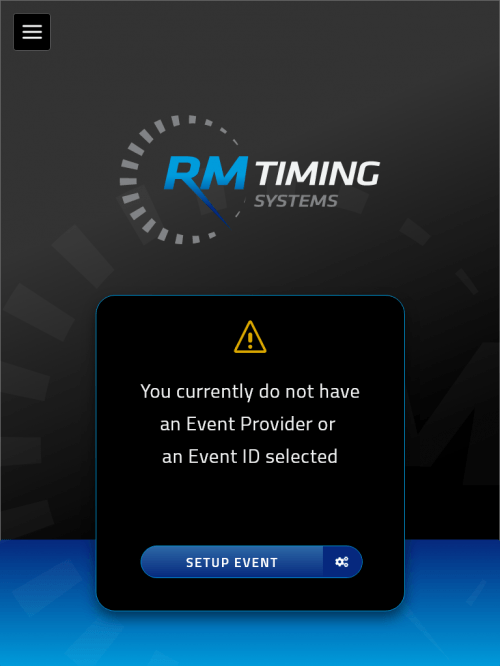 RM TIMING
SYSTEMS
You currently do not have
an Event Provider or
an Event ID selected
SETUP EVENT